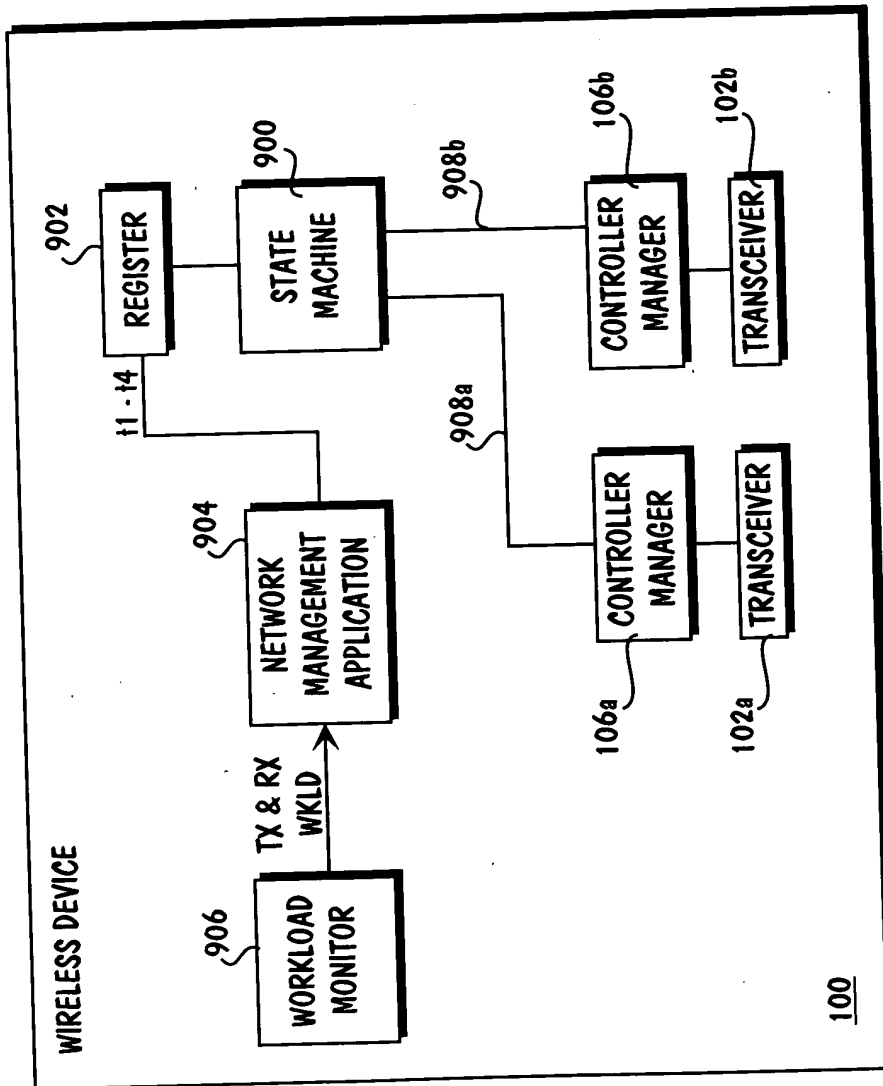 WIRELESS DEVICE
906
WORKLOAD
MONITOR
TX & RX
WKLD
904
NETWORK
MANAGEMENT
APPLICATION
t1 - t4
902
REGISTER
900
STATE
MACHINE
908a
908b
106a
CONTROLLER
MANAGER
106b
CONTROLLER
MANAGER
102a
TRANSCEIVER
102b
TRANSCEIVER
100